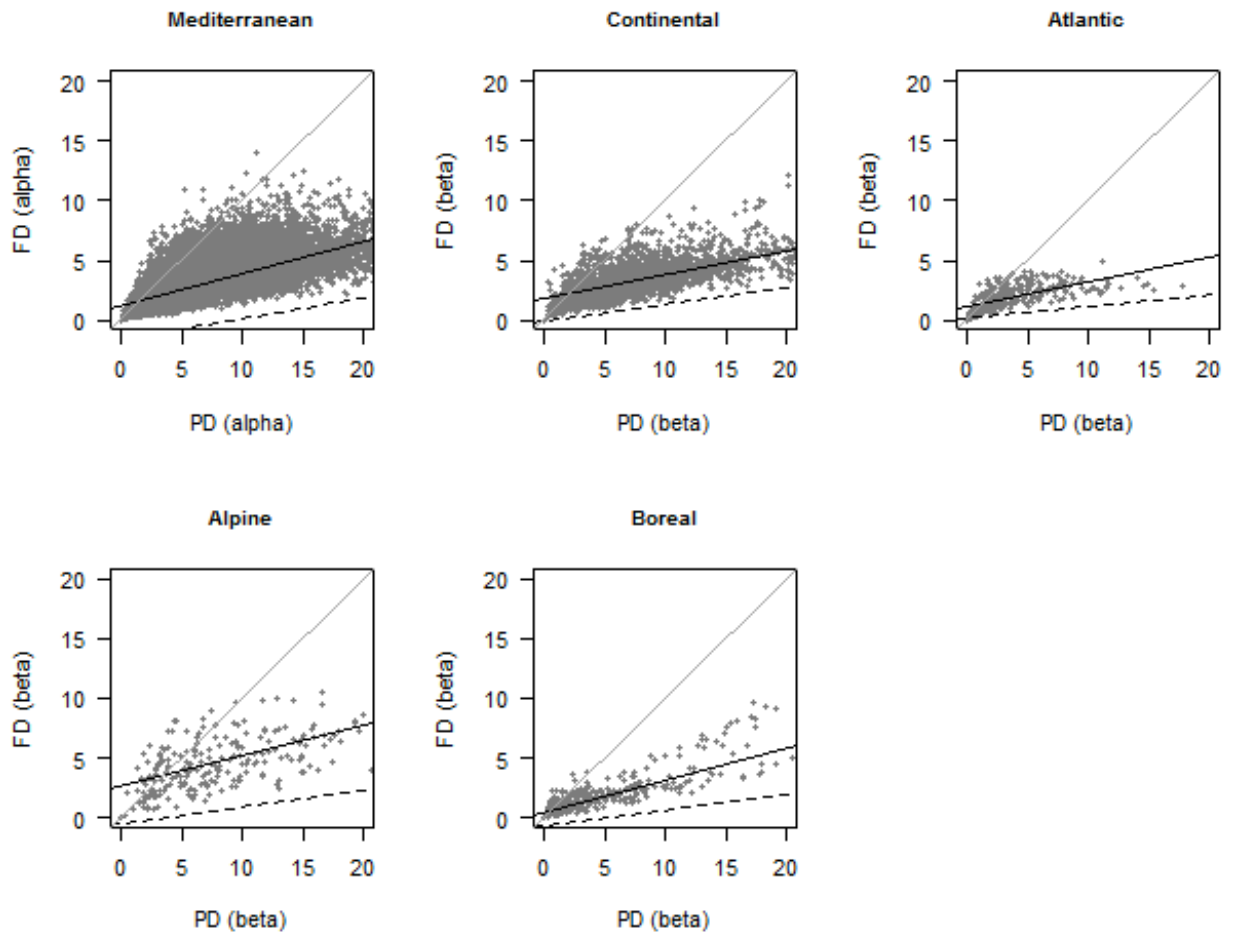 Mediterranean
Continental
Atlantic
FD (alpha)
20
15
10
5
0
0 5 10 15 20
PD (alpha)
FD (beta)
20
15
10
5
0
0 5 10 15 20
PD (beta)
FD (beta)
20
15
10
5
0
0 5 10 15 20
PD (beta)
Alpine
Boreal
FD (beta)
20
15
10
5
0
0 5 10 15 20
PD (beta)
FD (beta)
20
15
10
5
0
0 5 10 15 20
PD (beta)